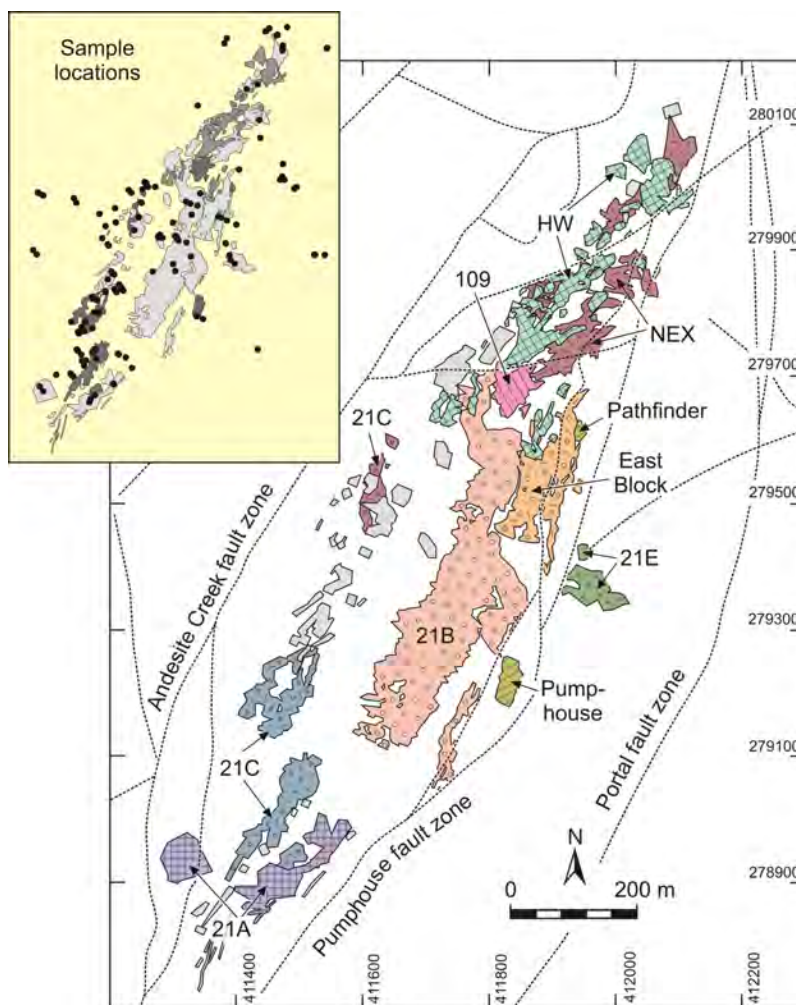 Sample
locations
280100
HW
279900
109
NEX
279700
Pathfinder
21C
East
Block
279500
Andesite Creek fault zone
21E
21B
279300
Pump-
house
Portal fault zone
279100
21C
Pumphouse fault zone
N
0 200 m
278900
21A
411400
411600
411800
412000
412200